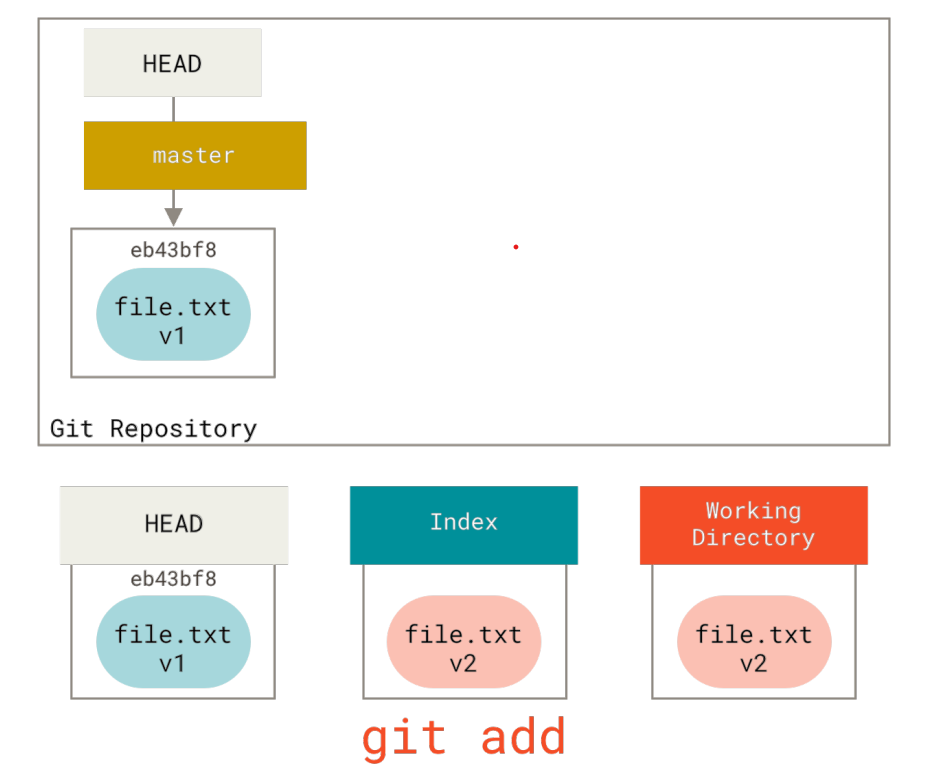 HEAD
master
eb43bf8
file.txt
v1
Git Repository
HEAD
eb43bf8
file.txt
v1
Index
file.txt
v2
Working
Directory
file.txt
v2
git add